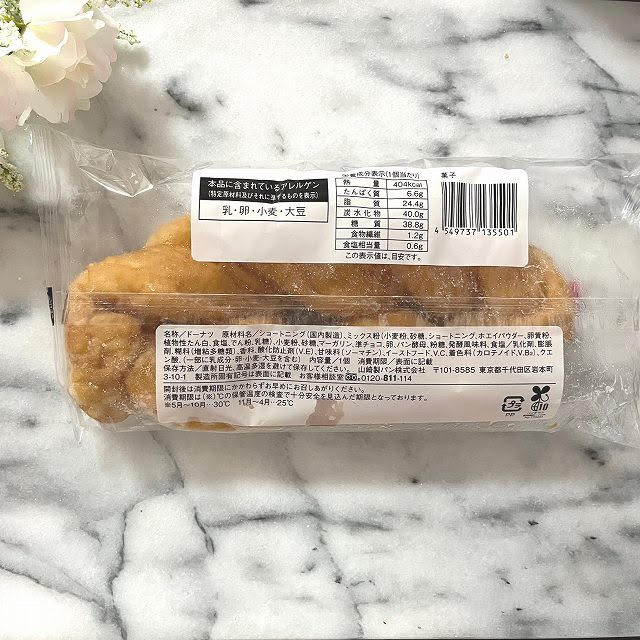 本品に含まれているアレルゲン
(特定原材料及びそれに準ずるものを表示)
乳・卵・小麦・大豆
栄養成分表示(1個当たり)
熱量 404kcal
たんぱく質 6.6g
脂質 24.4g
炭水化物 40.0g
糖質 38.8g
食物繊維 1.2g
食塩相当量 0.6g
この表示値は、目安です。
菓子
4 549737 135501
名称/ドーナツ 原材料名/ショートニング(国内製造)、ミックス粉(小麦粉、砂糖、ショートニング、ホエイパウダー、卵黄粉、
植物性たん白、食塩、でん粉、乳糖)、小麦粉、砂糖、マーガリン、準チョコ、卵、パン酵母、粉糖、発酵風味料、食塩/乳化剤、膨脹
剤、糊料(増粘多糖類)、香料、酸化防止剤(V.E)、甘味料(ソーマチン)、イーストフード、V.C、着色料(カロテノイド、V.B₂)、クエ
ン酸、(一部に乳成分・卵・小麦・大豆を含む) 内容量/1個 消費期限/表面に記載
保存方法/直射日光、高温多湿を避けて保存してください。 山崎製パン株式会社 〒101-8585 東京都千代田区岩本町
3-10-1 製造所固有記号は表面に記載 お客様相談室 0120-811-114
開封後は消費期限にかかわらずお早めにお召しあがりください。
消費期限は(※)℃の保管温度の検査で十分安全を見込んだ期限となっております。
※5月~10月…30℃ 11月~4月…25℃
プラ
PP
10